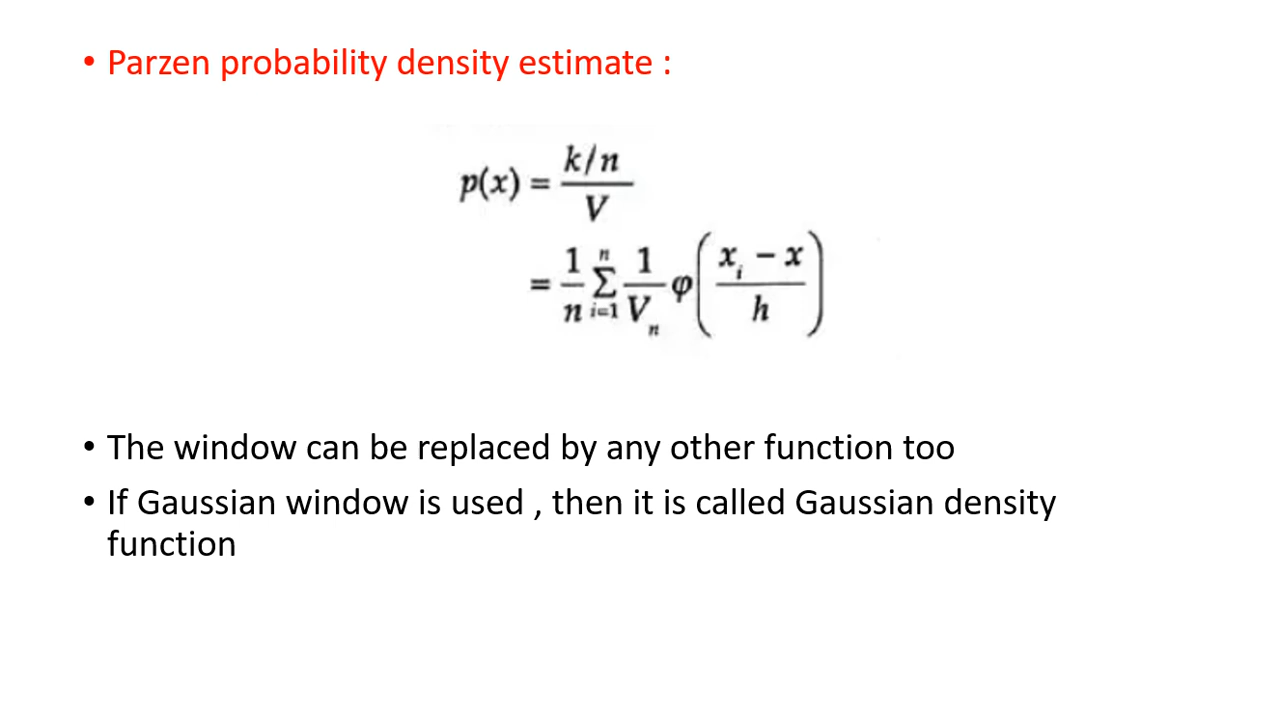 • Parzen probability density estimate :
p(x) = k/n / V
= 1/n Σ i=1 n 1/V_n φ( (x_i − x) / h )
• The window can be replaced by any other function too
• If Gaussian window is used , then it is called Gaussian density
function